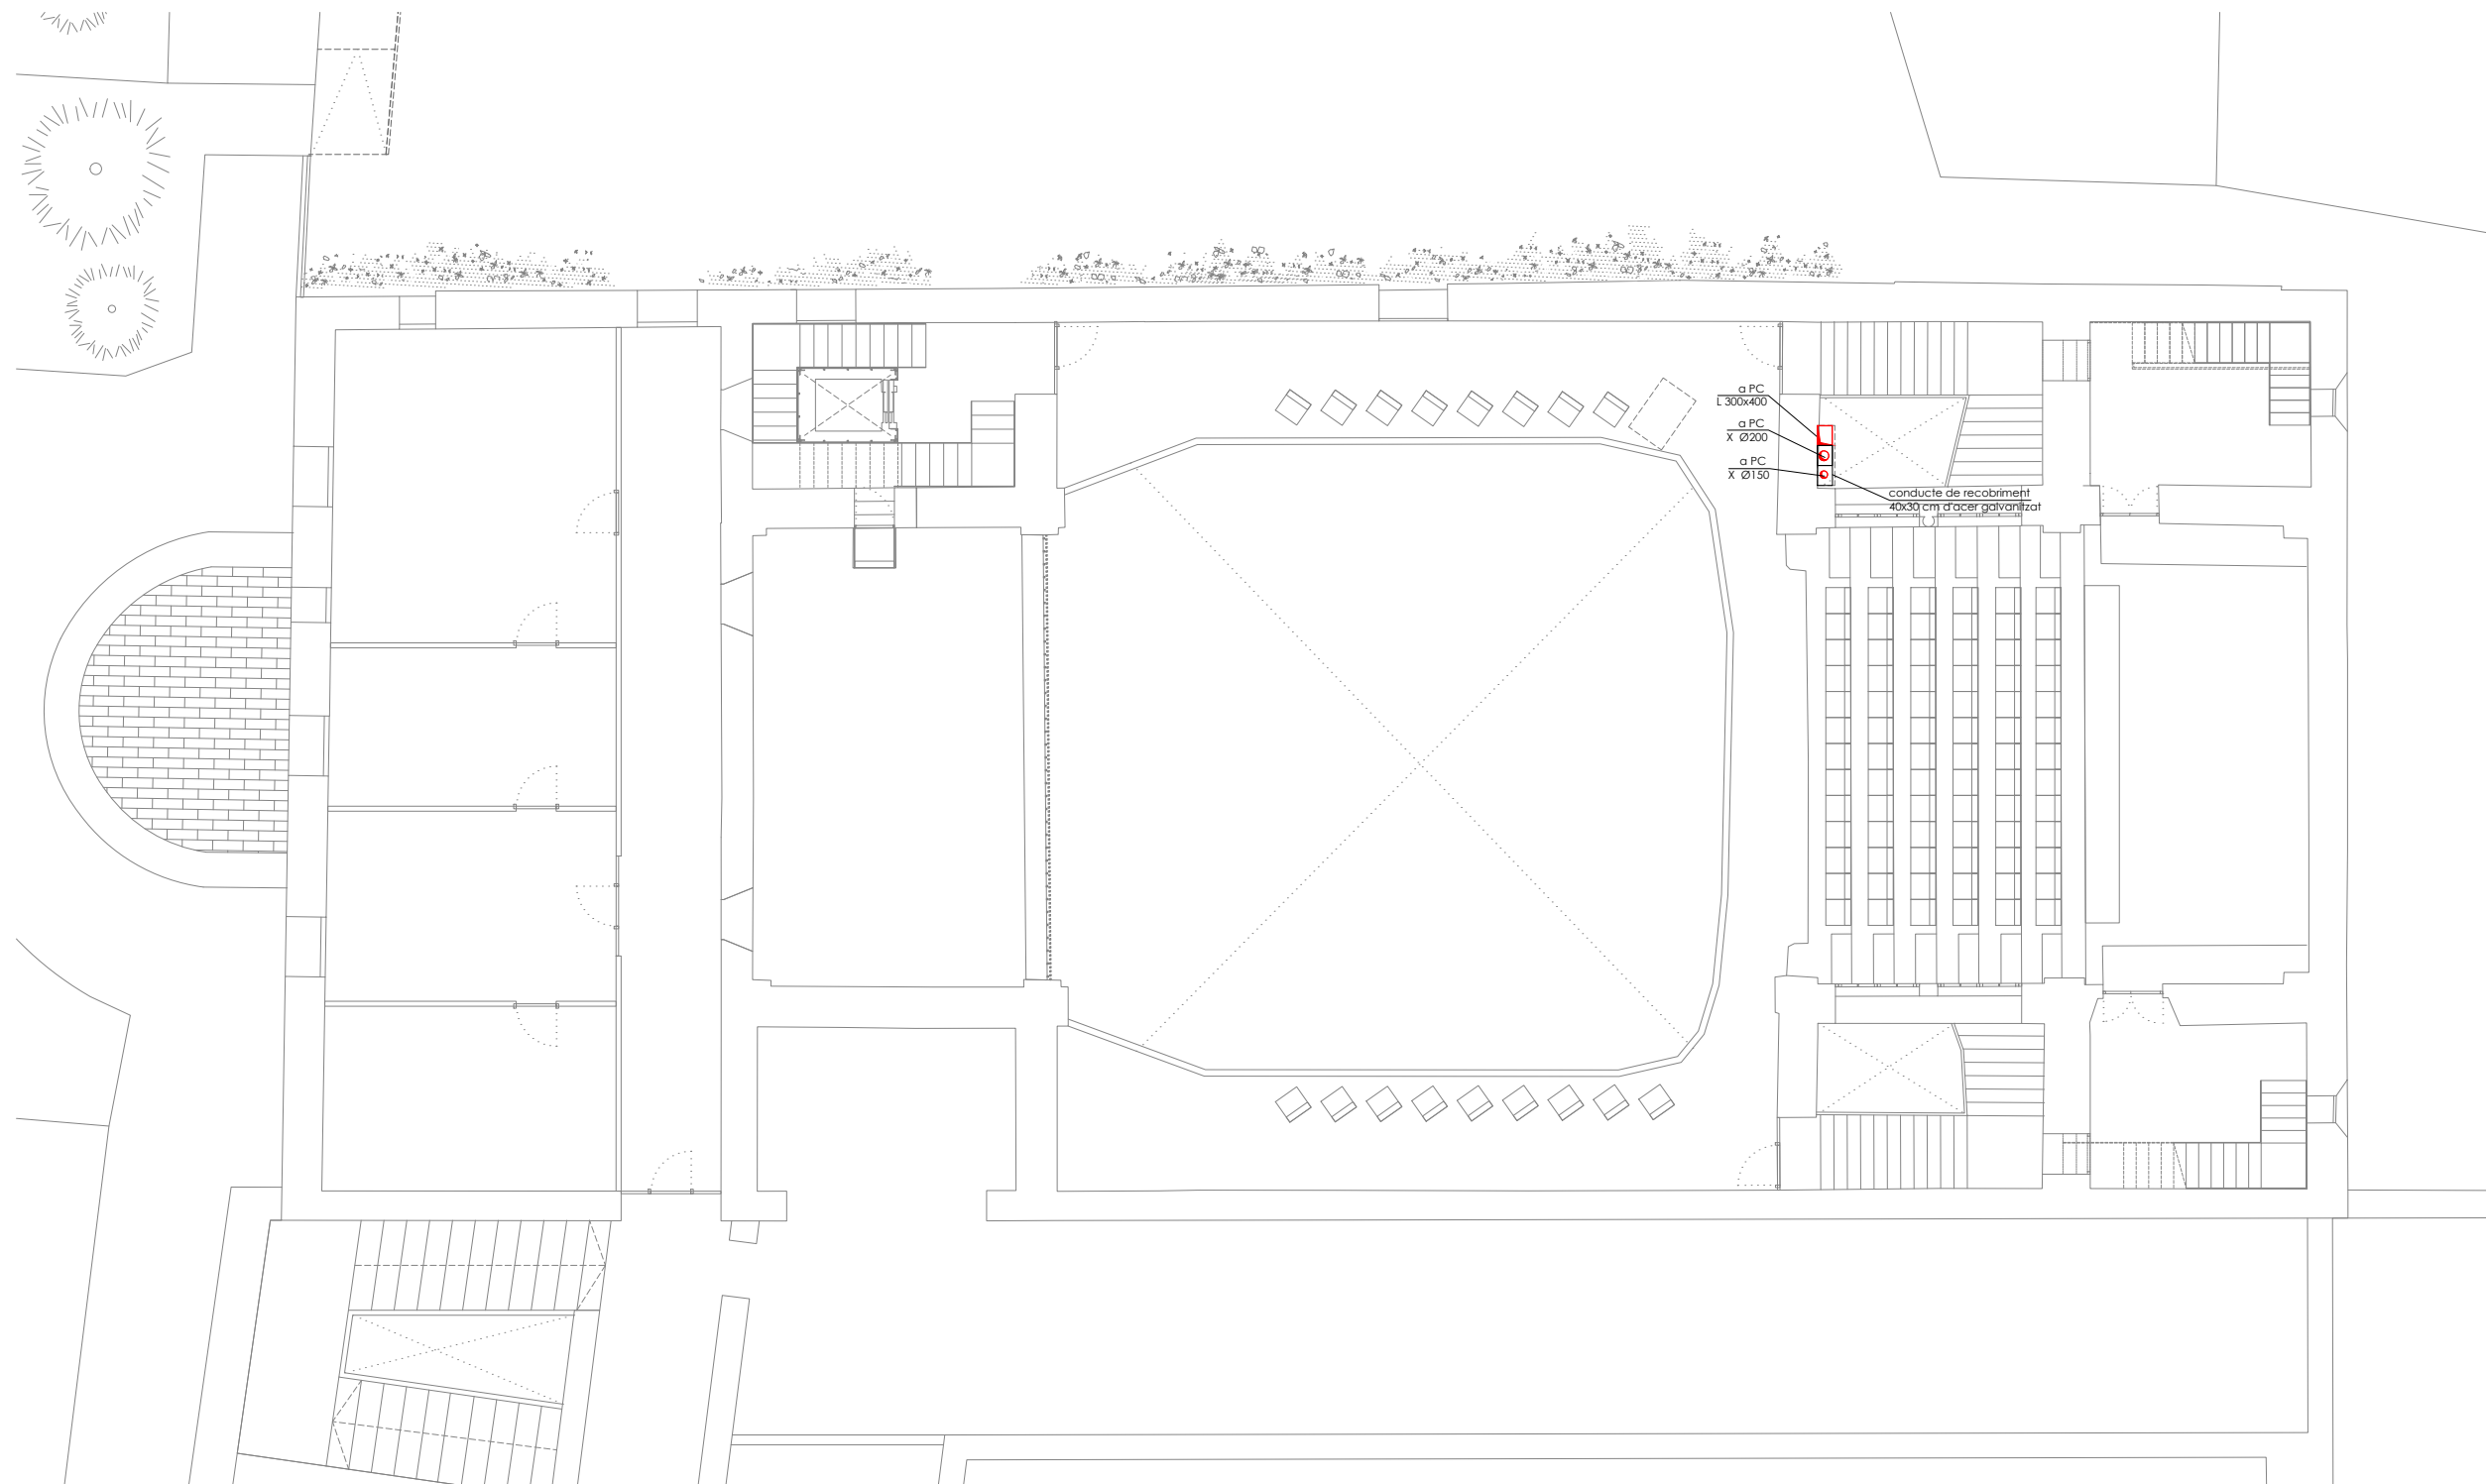 a PC
L 300x400
a PC
X Ø200
a PC
X Ø150
conducte de recobriment
40x30 cm d'acer galvanitzat